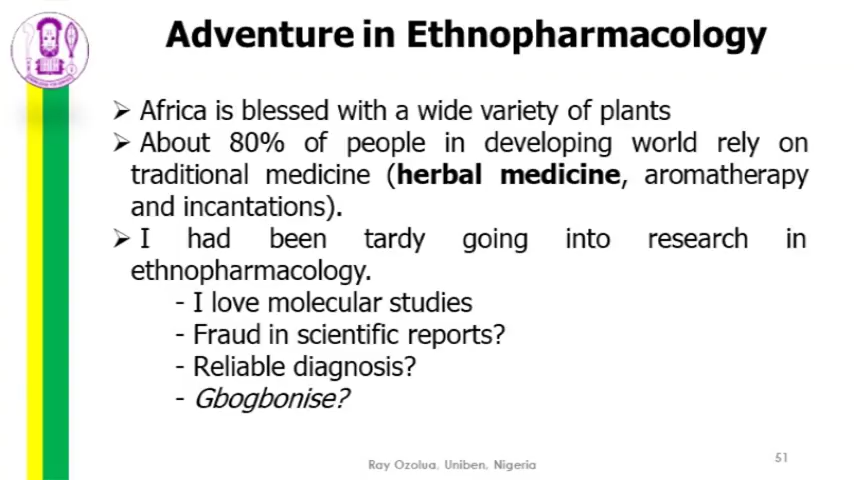 Adventure in Ethnopharmacology
➢ Africa is blessed with a wide variety of plants
➢ About 80% of people in developing world rely on
traditional medicine (herbal medicine, aromatherapy
and incantations).
➢ I had been tardy going into research in
ethnopharmacology.
- I love molecular studies
- Fraud in scientific reports?
- Reliable diagnosis?
- Gbogbonise?
Ray Ozolua, Uniben, Nigeria
51